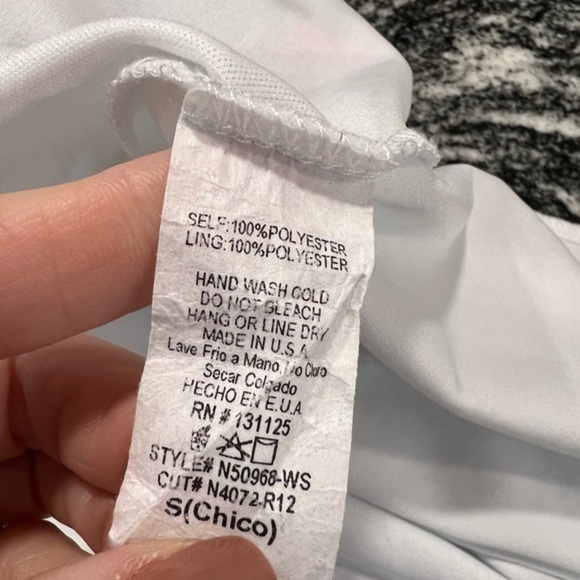 SELF:100%POLYESTER
LING:100%POLYESTER
HAND WASH COLD
DO NOT BLEACH
HANG OR LINE DRY
MADE IN U.S.A
Lave Frio a Mano, No Cloro
Secar Colgado
HECHO EN E.U.A
RN # 131125
STYLE# N50968-WS
CUT# N4072-R12
S(Chico)